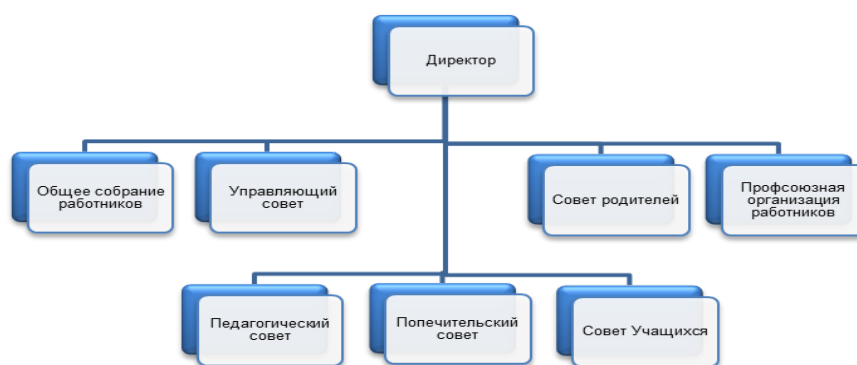 Директор
Общее собрание
работников
Управляющий
совет
Совет родителей
Профсоюзная
организация
работников
Педагогический
совет
Попечительский
совет
Совет Учащихся